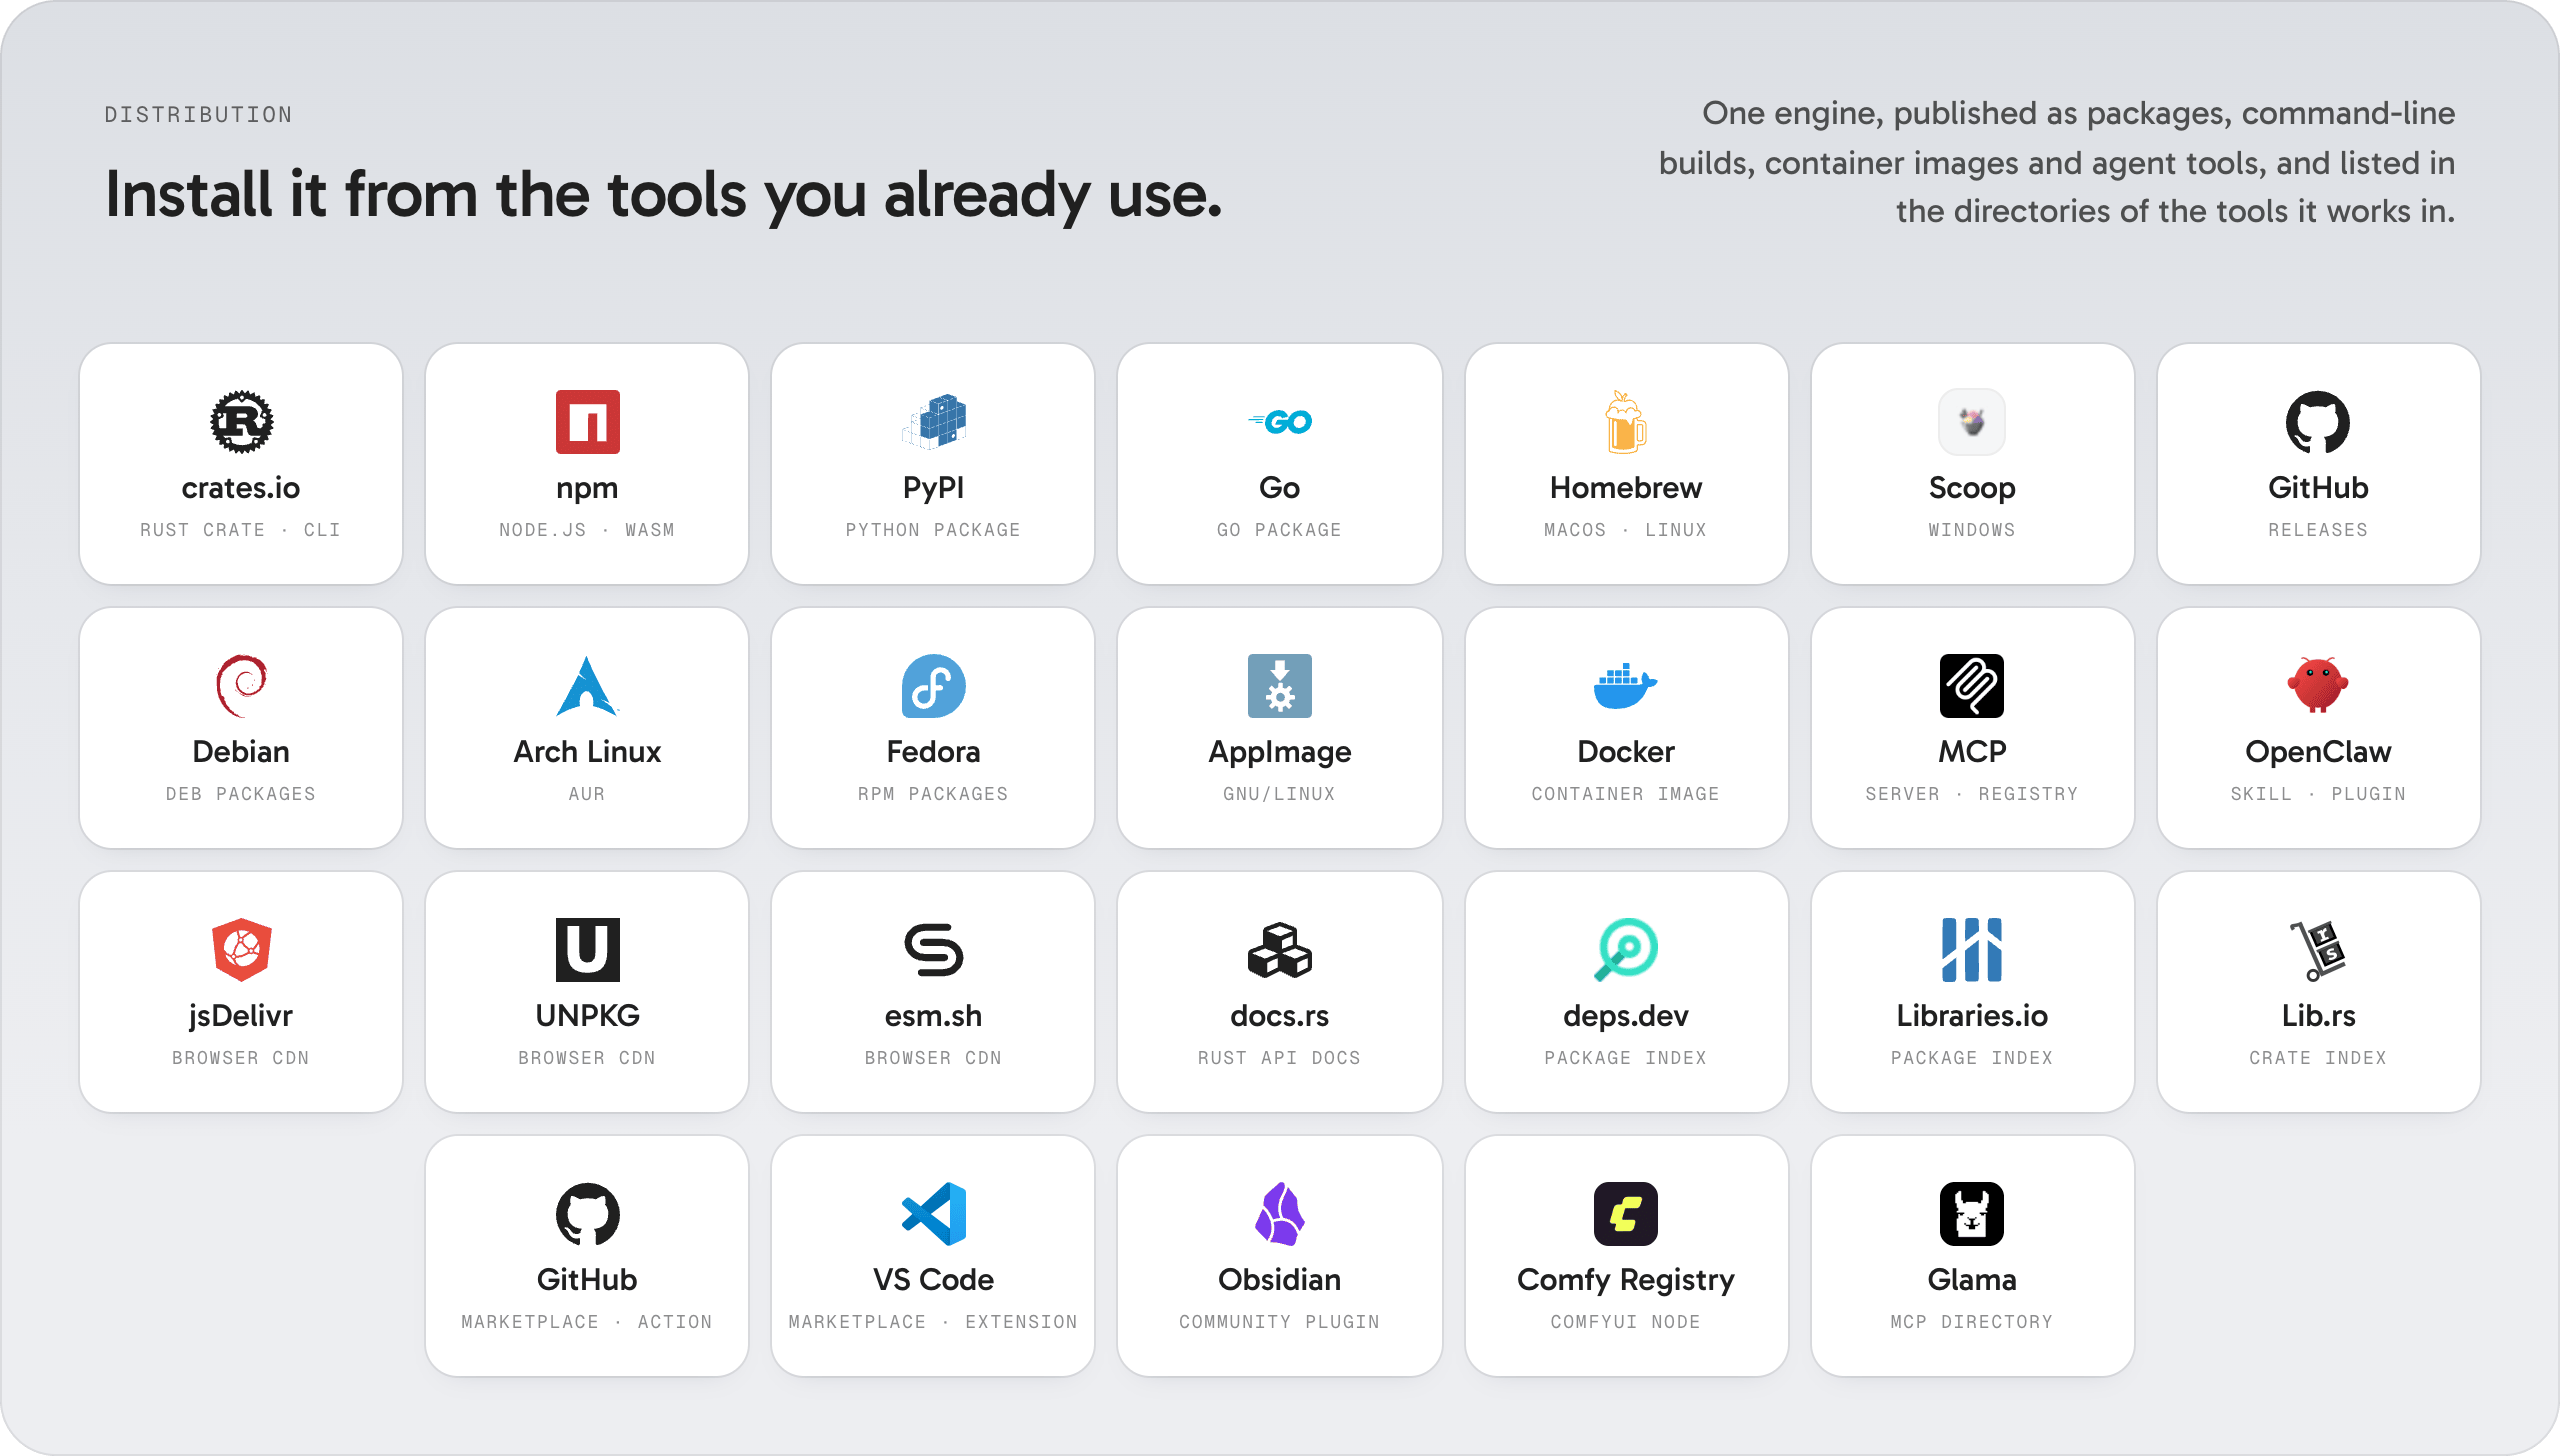 DISTRIBUTION
Install it from the tools you already use.
One engine, published as packages, command-line
builds, container images and agent tools, and listed in
the directories of the tools it works in.
crates.io
RUST CRATE · CLI
npm
NODE.JS · WASM
PyPI
PYTHON PACKAGE
GO
Go
GO PACKAGE
Homebrew
MACOS · LINUX
Scoop
WINDOWS
GitHub
RELEASES
Debian
DEB PACKAGES
Arch Linux
AUR
Fedora
RPM PACKAGES
AppImage
GNU/LINUX
Docker
CONTAINER IMAGE
MCP
SERVER · REGISTRY
OpenClaw
SKILL · PLUGIN
jsDelivr
BROWSER CDN
U
UNPKG
BROWSER CDN
esm.sh
BROWSER CDN
docs.rs
RUST API DOCS
deps.dev
PACKAGE INDEX
Libraries.io
PACKAGE INDEX
rs
Lib.rs
CRATE INDEX
GitHub
MARKETPLACE · ACTION
VS Code
MARKETPLACE · EXTENSION
Obsidian
COMMUNITY PLUGIN
Comfy Registry
COMFYUI NODE
Glama
MCP DIRECTORY